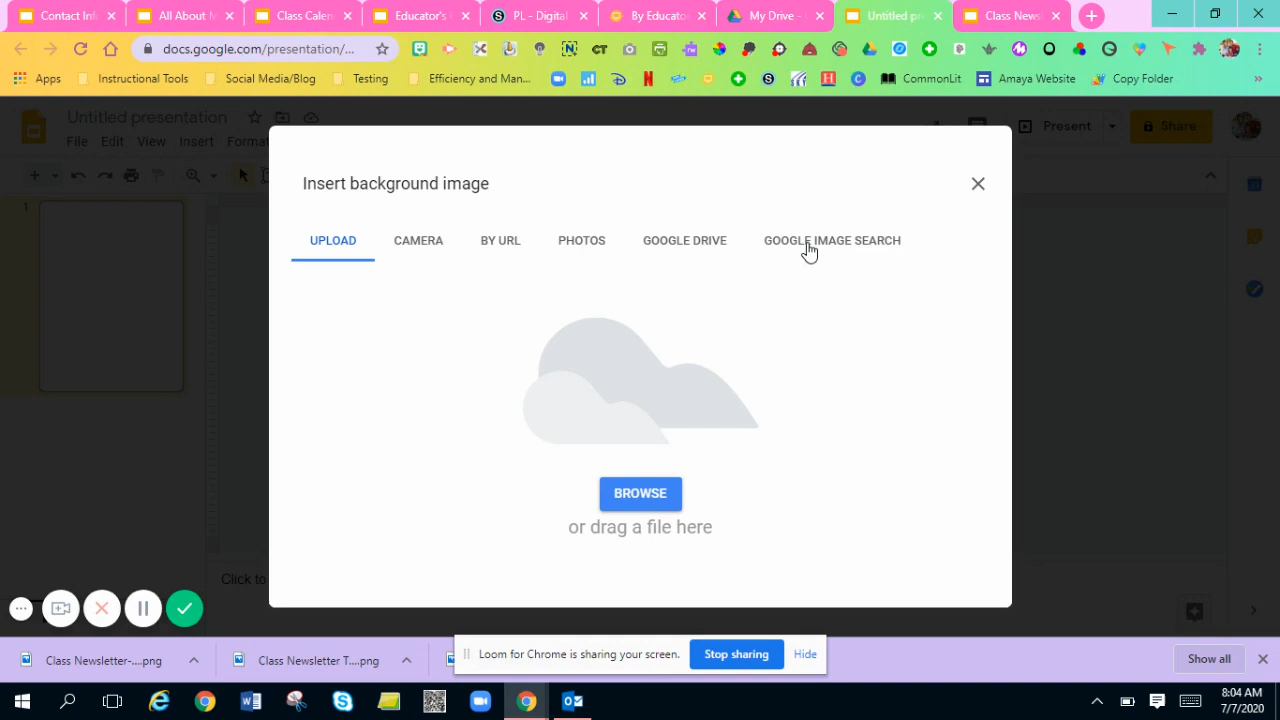 Contact Inf
All About M
Class Calen
Educator's
PL - Digital
By Educator
My Drive -
Untitled pr
Class News
docs.google.com/presentation/...
Apps
Instructional Tools
Social Media/Blog
Testing
Efficiency and Man...
CommonLit
Amaya Website
Copy Folder
Untitled presentation
File Edit View Insert Format
Present
Share
1
Insert background image
UPLOAD CAMERA BY URL PHOTOS GOOGLE DRIVE GOOGLE IMAGE SEARCH
BROWSE
or drag a file here
Click to
Class Newsletter-....png
Class Newsletter T....png
Loom for Chrome is sharing your screen.
Stop sharing
Hide
Show all
8:04 AM
7/7/2020